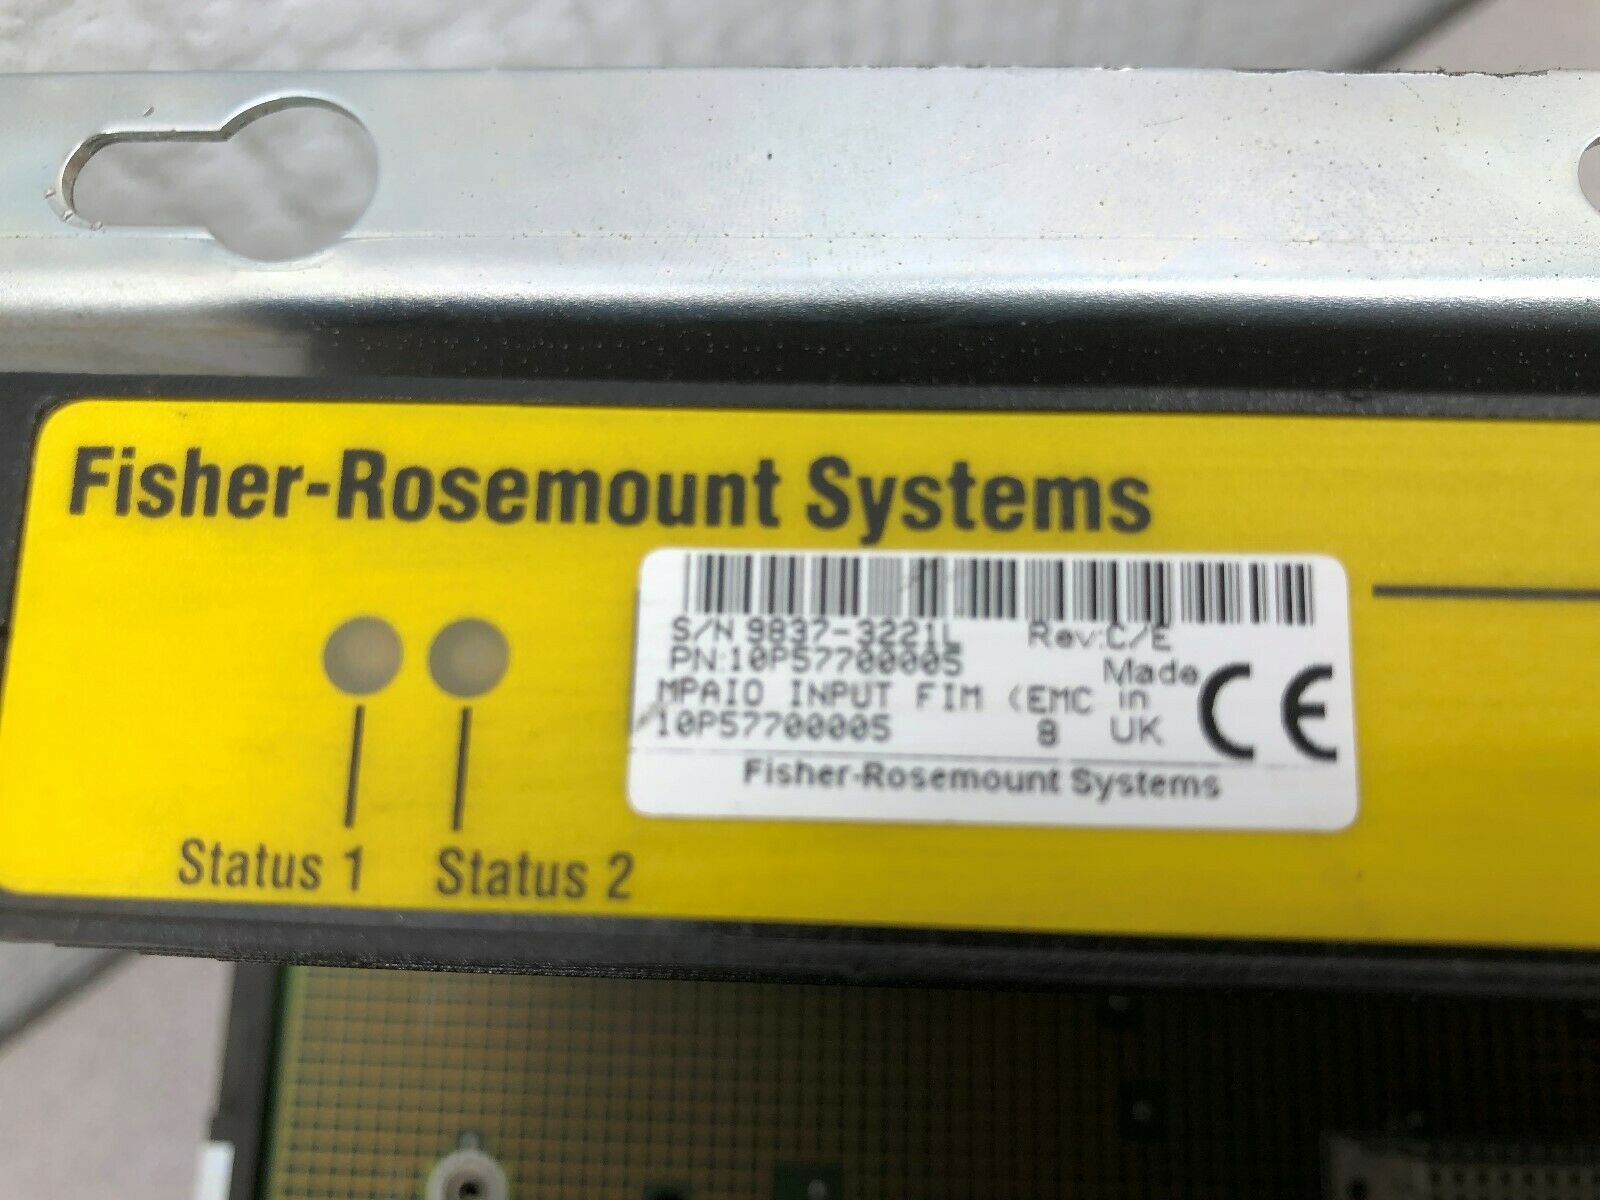 Fisher-Rosemount Systems
S/N 9837-3221L Rev:C/E
PN:10P57700005 Made
MPAIO INPUT FIM (EMC in
10P57700005 8 UK
CE
Fisher-Rosemount Systems
Status 1 Status 2